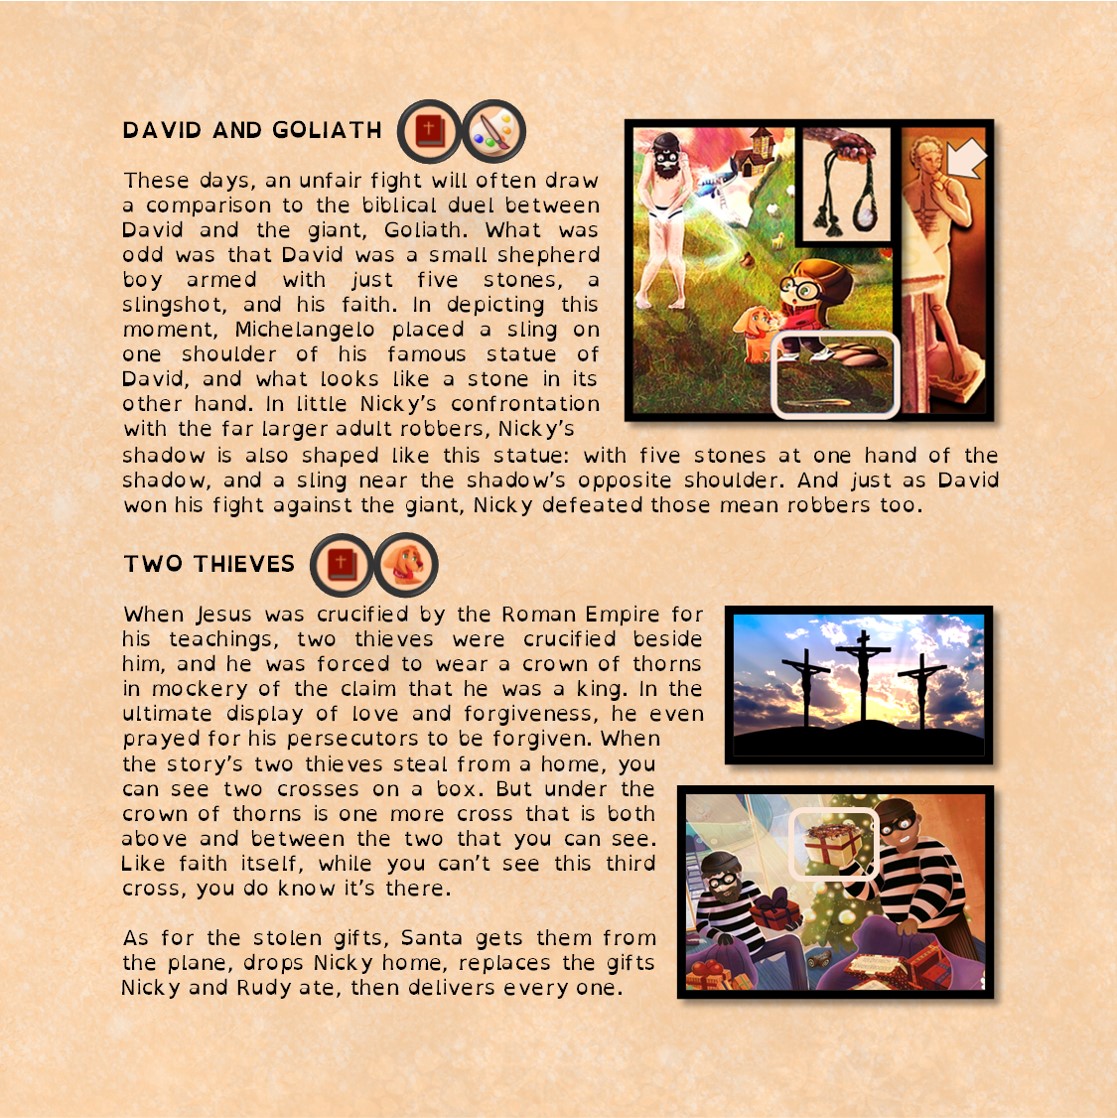 DAVID AND GOLIATH
These days, an unfair fight will often draw
a comparison to the biblical duel between
David and the giant, Goliath. What was
odd was that David was a small shepherd
boy armed with just five stones, a
slingshot, and his faith. In depicting this
moment, Michelangelo placed a sling on
one shoulder of his famous statue of
David, and what looks like a stone in its
other hand. In little Nicky's confrontation
with the far larger adult robbers, Nicky's
shadow is also shaped like this statue: with five stones at one hand of the
shadow, and a sling near the shadow's opposite shoulder. And just as David
won his fight against the giant, Nicky defeated those mean robbers too.
TWO THIEVES
When Jesus was crucified by the Roman Empire for
his teachings, two thieves were crucified beside
him, and he was forced to wear a crown of thorns
in mockery of the claim that he was a king. In the
ultimate display of love and forgiveness, he even
prayed for his persecutors to be forgiven. When
the story's two thieves steal from a home, you
can see two crosses on a box. But under the
crown of thorns is one more cross that is both
above and between the two that you can see.
Like faith itself, while you can't see this third
cross, you do know it's there.
As for the stolen gifts, Santa gets them from
the plane, drops Nicky home, replaces the gifts
Nicky and Rudy ate, then delivers every one.